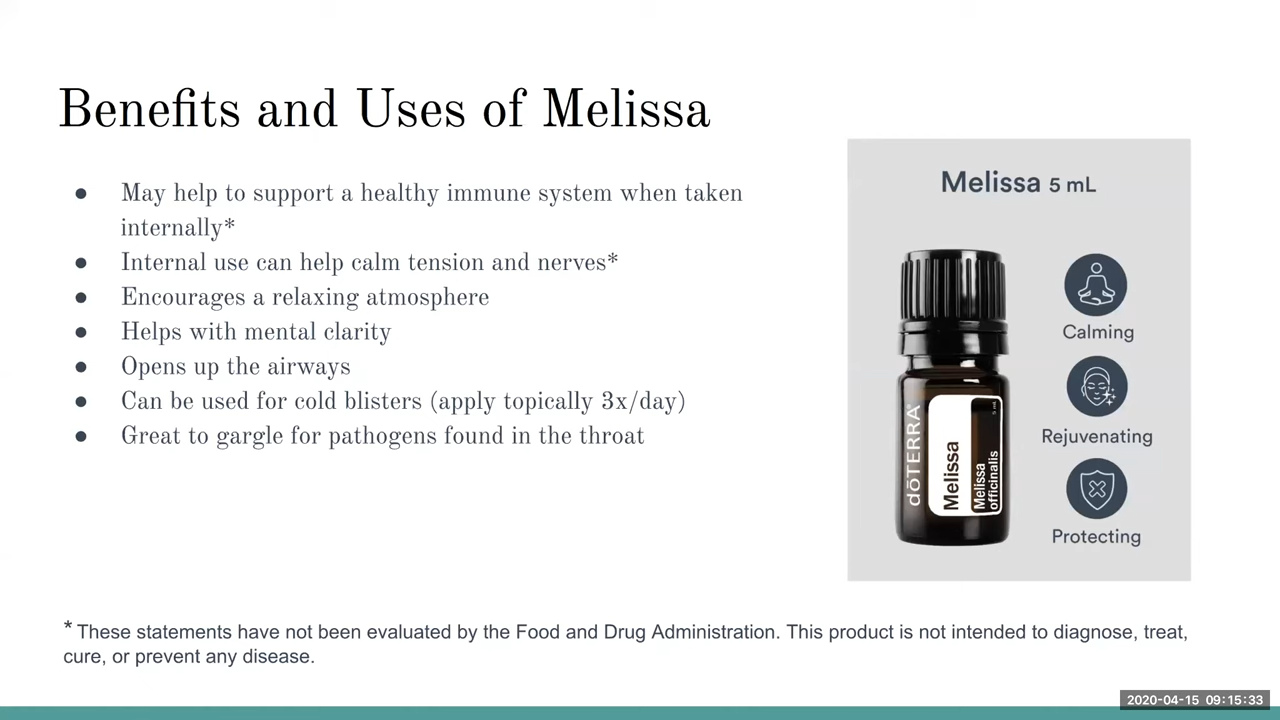 Benefits and Uses of Melissa
● May help to support a healthy immune system when taken
internally*
● Internal use can help calm tension and nerves*
● Encourages a relaxing atmosphere
● Helps with mental clarity
● Opens up the airways
● Can be used for cold blisters (apply topically 3x/day)
● Great to gargle for pathogens found in the throat
Melissa 5 mL
dōTERRA
Melissa
Melissa
officinalis
5 mL
Calming
Rejuvenating
Protecting
* These statements have not been evaluated by the Food and Drug Administration. This product is not intended to diagnose, treat,
cure, or prevent any disease.
2020-04-15 09:15:33